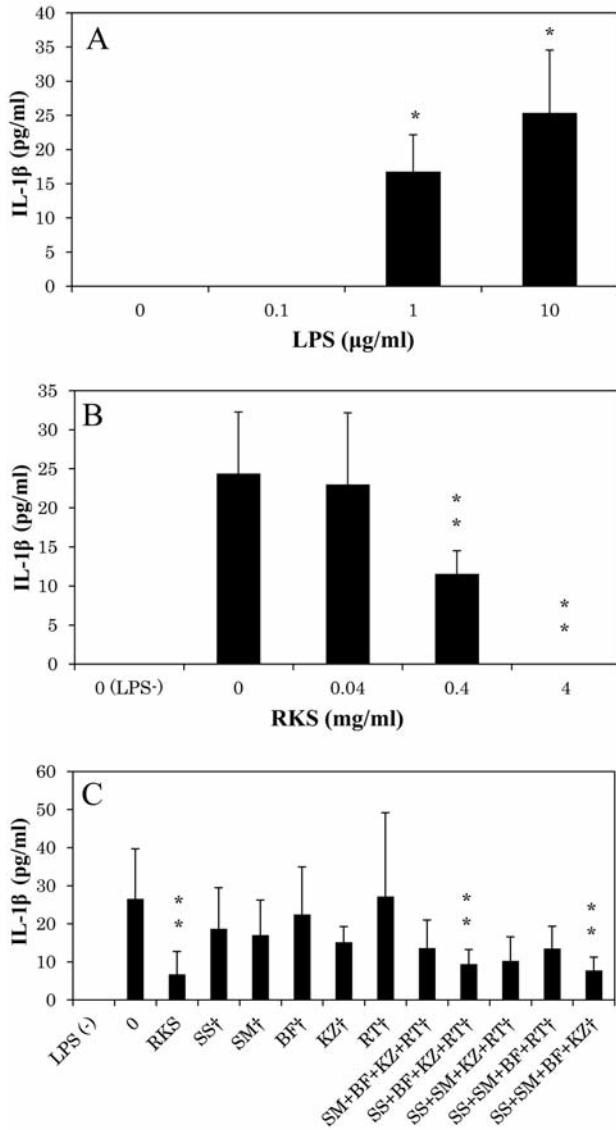 A
IL-1β (pg/ml)
40
35
30
25
20
15
10
5
0
*
*
0 0.1 1 10
LPS (μg/ml)
B
IL-1β (pg/ml)
35
30
25
20
15
10
5
0
*
*
*
*
0 (LPS-) 0 0.04 0.4 4
RKS (mg/ml)
C
IL-1β (pg/ml)
60
50
40
30
20
10
0
*
*
*
*
*
*
LPS (-)
0
RKS
SS†
SM†
BF†
KZ†
RT†
SM+BF+KZ+RT†
SS+BF+KZ+RT†
SS+SM+KZ+RT†
SS+SM+BF+RT†
SS+SM+BF+KZ†